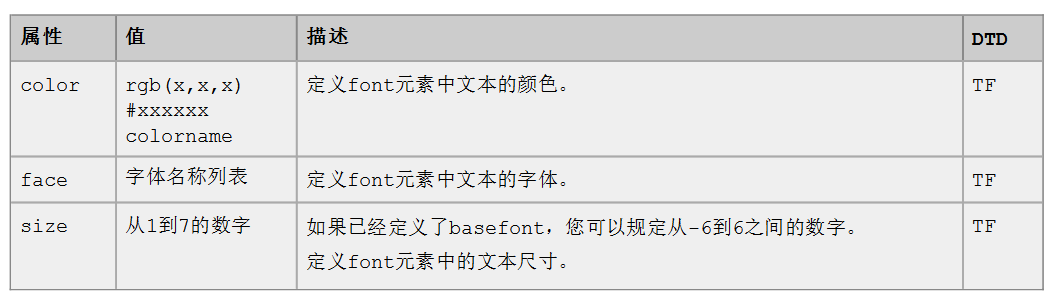 属性 值 描述 DTD
color rgb(x,x,x) 定义font元素中文本的颜色。 TF
#xxxxxx
colorname
face 字体名称列表 定义font元素中文本的字体。 TF
size 从1到7的数字 如果已经定义了basefont，您可以规定从-6到6之间的数字。 TF
定义font元素中的文本尺寸。